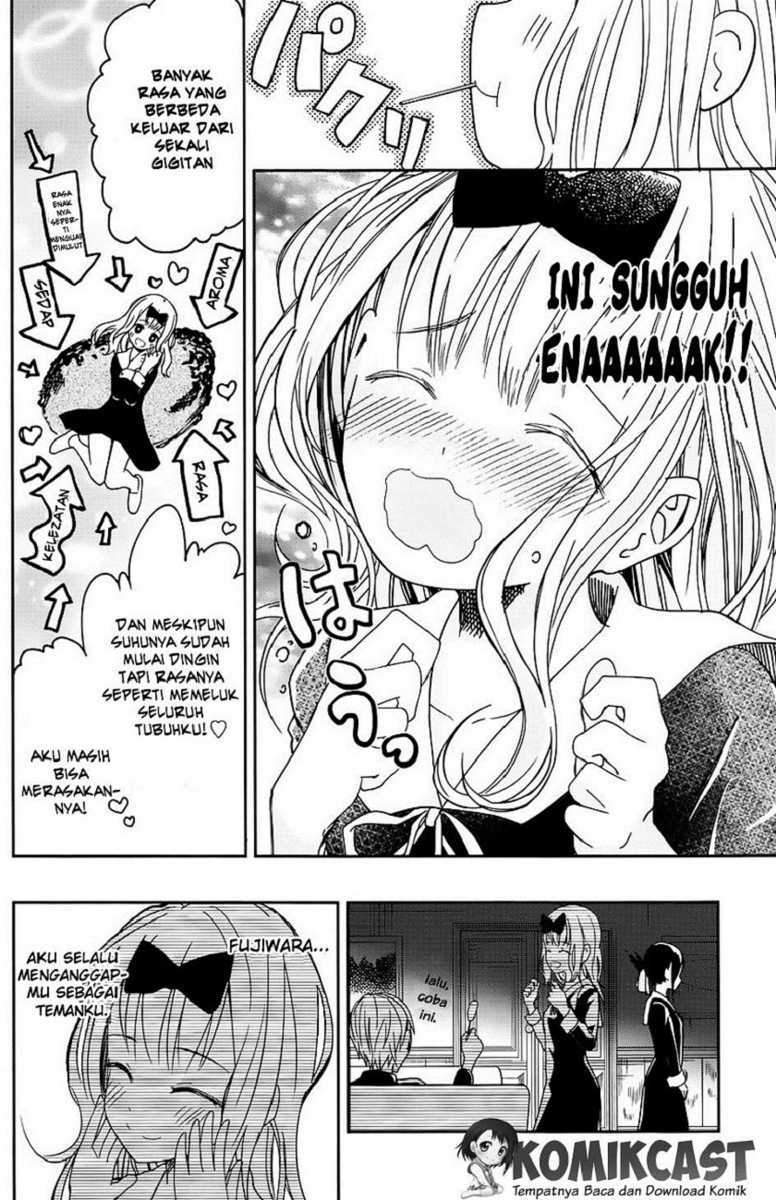 パクリ
INI SUNGGUH
ENAAAAAAK!!
はうっ
BANYAK
RASA YANG
BERBEDA
KELUAR DARI
SEKALI
GIGITAN
RASA
ENAK
NYA
SEPER-
TI
MENGUAP
DIMULUT
SEDAP
AROMA
RASA
KELEZATAN
DAN MESKIPUN
SUHUNYA SUDAH
MULAI DINGIN
TAPI RASANYA
SEPERTI MEMELUK
SELURUH
TUBUHKU!♡
AKU MASIH
BISA
MERASAKAN-
NYA!
lalu,
coba
ini.
FUJIWARA...
AKU SELALU
MENGANGGAP-
MU SEBAGAI
TEMANKU.
KOMIKCAST
Tempatnya Baca dan Download Komik